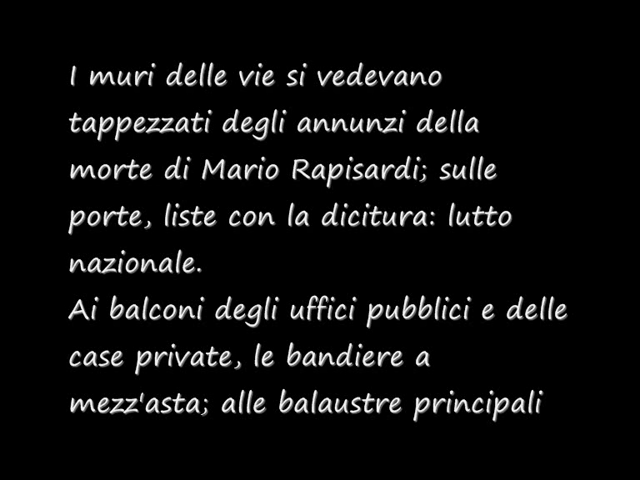 I muri delle vie si vedevano
tappezzati degli annunzi della
morte di Mario Rapisardi; sulle
porte, liste con la dicitura: lutto
nazionale.
Ai balconi degli uffici pubblici e delle
case private, le bandiere a
mezz'asta; alle balaustre principali